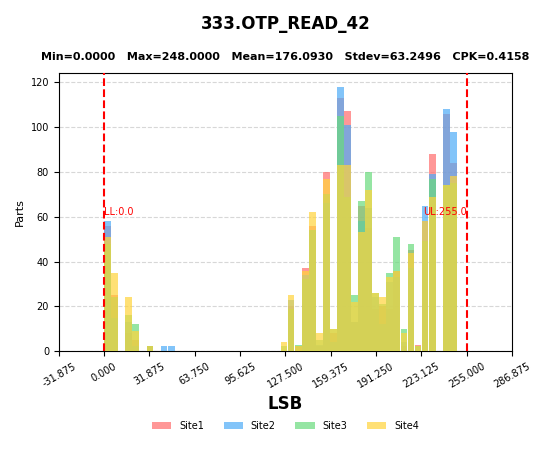 333.OTP_READ_42
Min=0.0000 Max=248.0000 Mean=176.0930 Stdev=63.2496 CPK=0.4158
120
100
80
60
40
20
0
Parts
LL:0.0
UL:255.0
-31.875 0.000 31.875 63.750 95.625 127.500 159.375 191.250 223.125 255.000 286.875
LSB
Site1 Site2 Site3 Site4